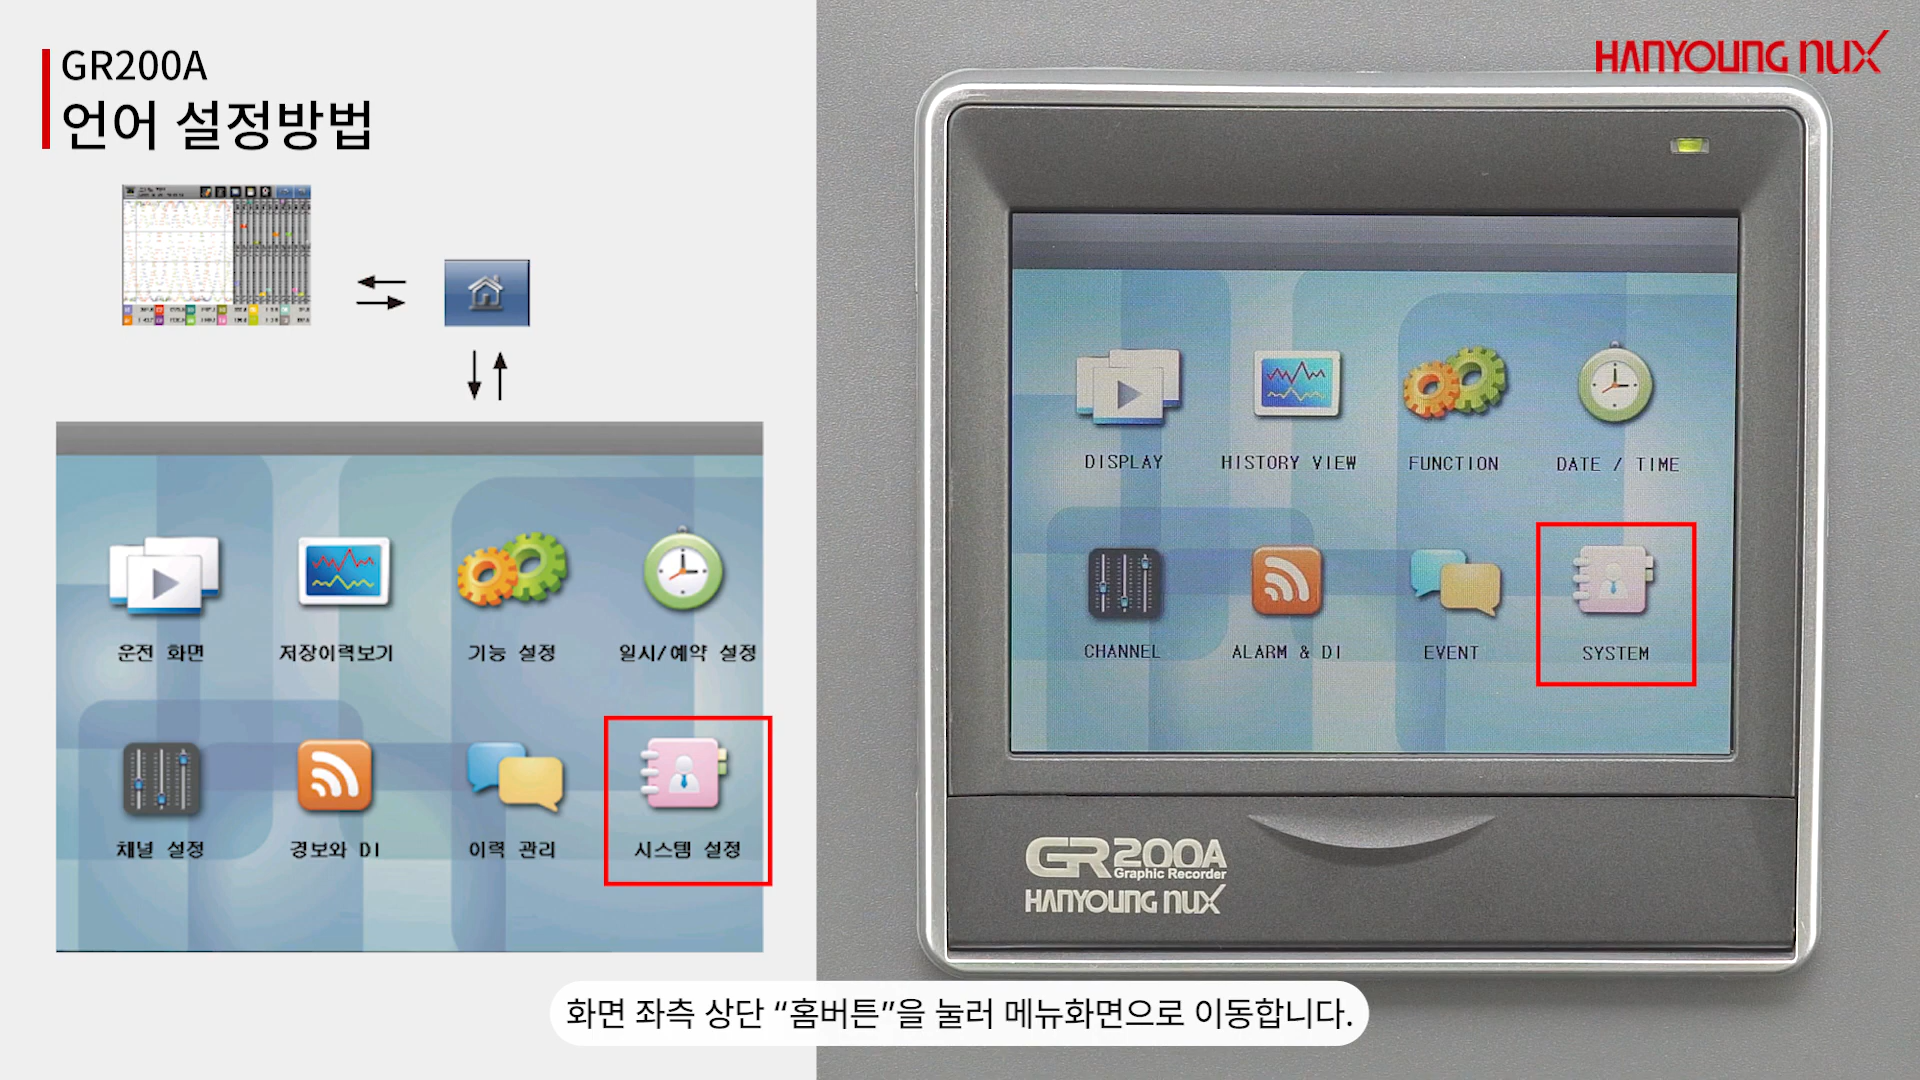 GR200A
언어 설정방법
HANYOUNG nux
운전 화면
저장이력보기
기능 설정
일시/예약 설정
채널 설정
경보와 DI
이력 관리
시스템 설정
DISPLAY
HISTORY VIEW
FUNCTION
DATE / TIME
CHANNEL
ALARM & DI
EVENT
SYSTEM
GR200A
Graphic Recorder
HANYOUNG nux
화면 좌측 상단 “홈버튼”을 눌러 메뉴화면으로 이동합니다.